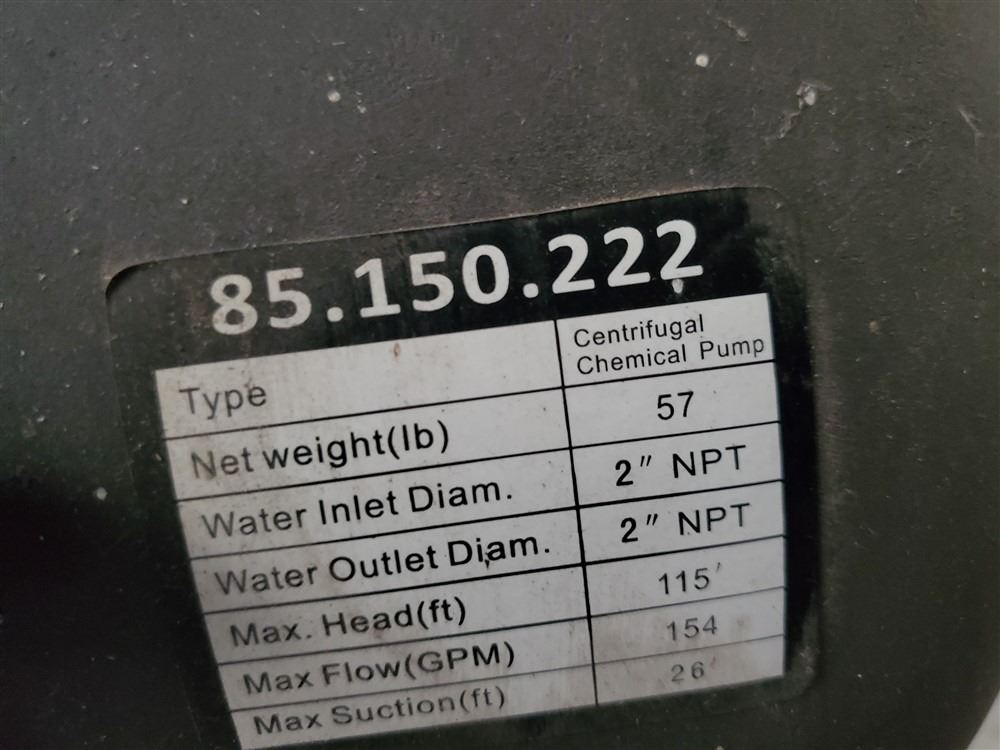 85.150.222
Type Centrifugal
Chemical Pump
Net weight(lb) 57
Water Inlet Diam. 2" NPT
Water Outlet Diam. 2" NPT
Max. Head(ft) 115'
Max Flow(GPM) 154
Max Suction(ft) 26'